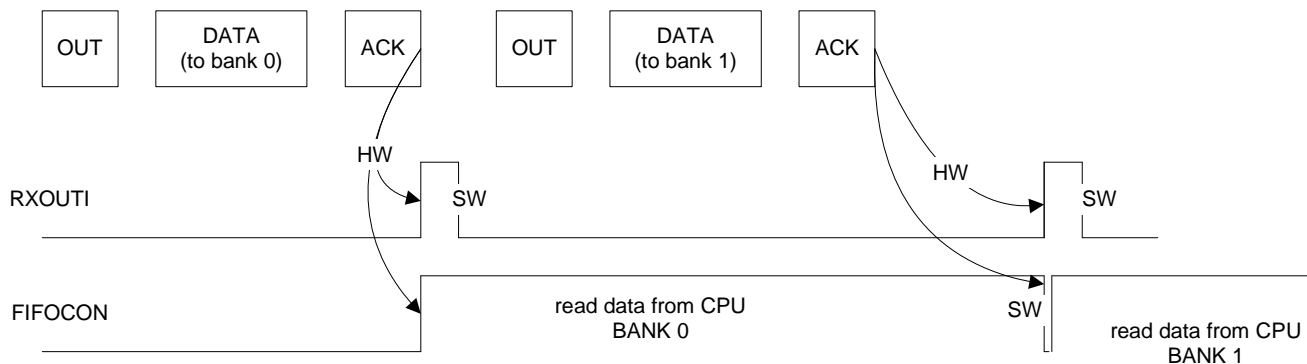 OUT
DATA
(to bank 0)
ACK
OUT
DATA
(to bank 1)
ACK
HW
HW
RXOUTI
SW
SW
FIFOCON
read data from CPU
BANK 0
SW
read data from CPU
BANK 1